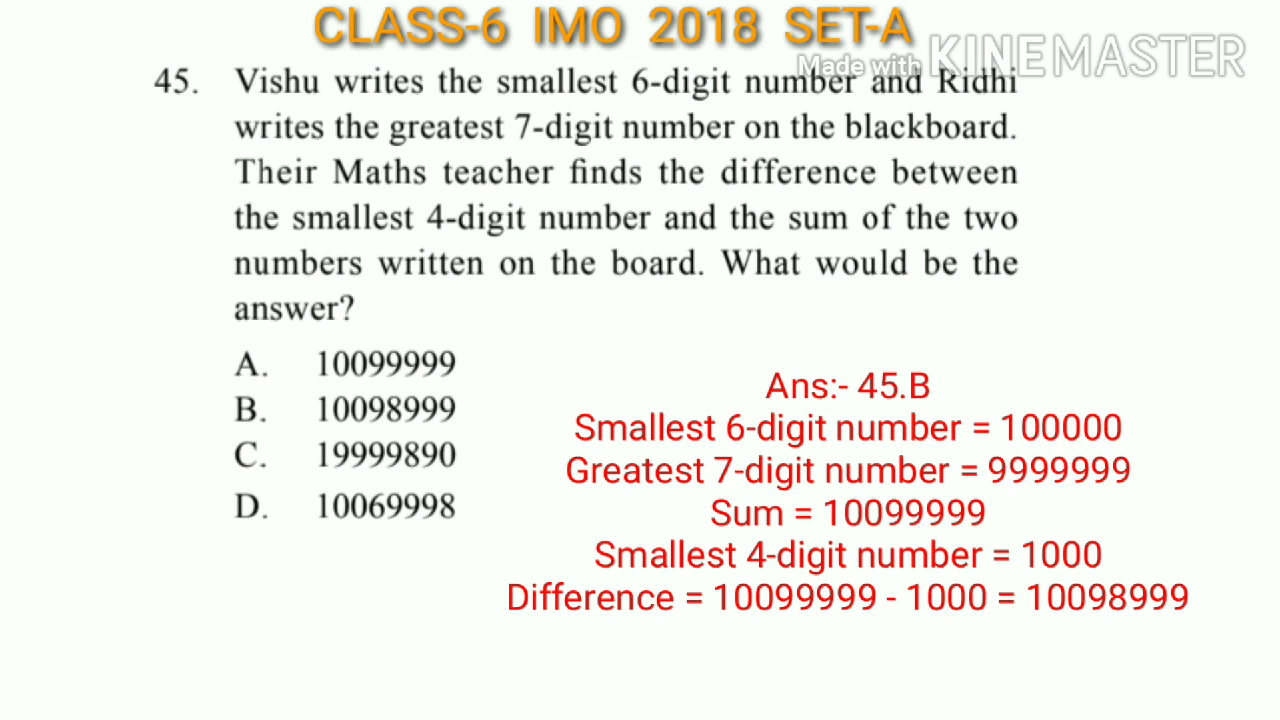 CLASS-6 IMO 2018 SET-A
Made with KINEMASTER
45. Vishu writes the smallest 6-digit number and Ridhi
writes the greatest 7-digit number on the blackboard.
Their Maths teacher finds the difference between
the smallest 4-digit number and the sum of the two
numbers written on the board. What would be the
answer?
A. 10099999
B. 10098999
C. 19999890
D. 10069998
Ans:- 45.B
Smallest 6-digit number = 100000
Greatest 7-digit number = 9999999
Sum = 10099999
Smallest 4-digit number = 1000
Difference = 10099999 - 1000 = 10098999